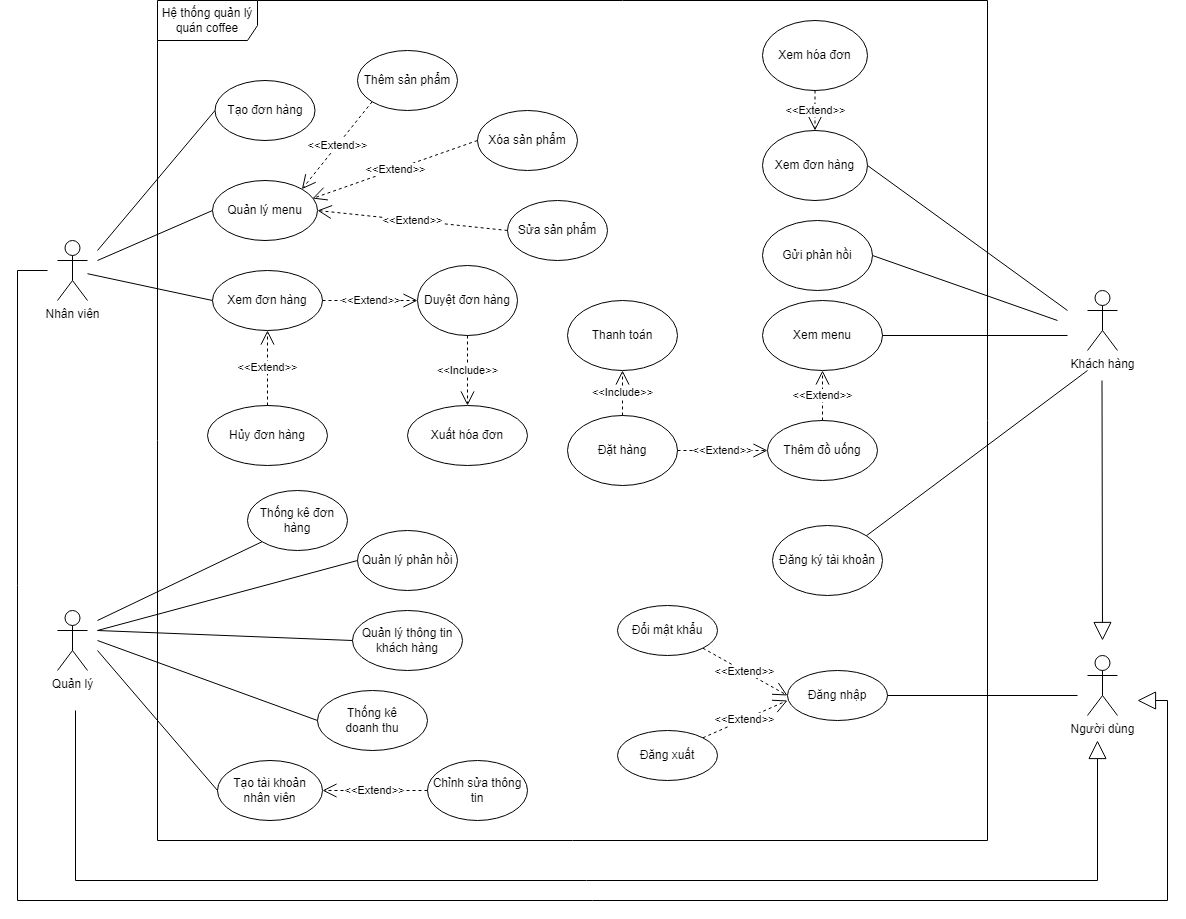 Hệ thống quản lý
quán coffee
Xem hóa đơn
Thêm sản phẩm
Tạo đơn hàng
<<Extend>>
Xóa sản phẩm
<<Extend>>
<<Extend>>
Xem đơn hàng
Quản lý menu
<<Extend>>
Sửa sản phẩm
Gửi phản hồi
Nhân viên
Xem đơn hàng
<<Extend>>
Duyệt đơn hàng
Thanh toán
Xem menu
Khách hàng
<<Extend>>
<<Include>>
<<Include>>
<<Extend>>
Hủy đơn hàng
Xuất hóa đơn
Đặt hàng
<<Extend>>
Thêm đồ uống
Thống kê đơn
hàng
Quản lý phản hồi
Đăng ký tài khoản
Quản lý thông tin
khách hàng
Đổi mật khẩu
<<Extend>>
Quản lý
Đăng nhập
Thống kê
doanh thu
<<Extend>>
Người dùng
Đăng xuất
Tạo tài khoản
nhân viên
<<Extend>>
Chỉnh sửa thông
tin